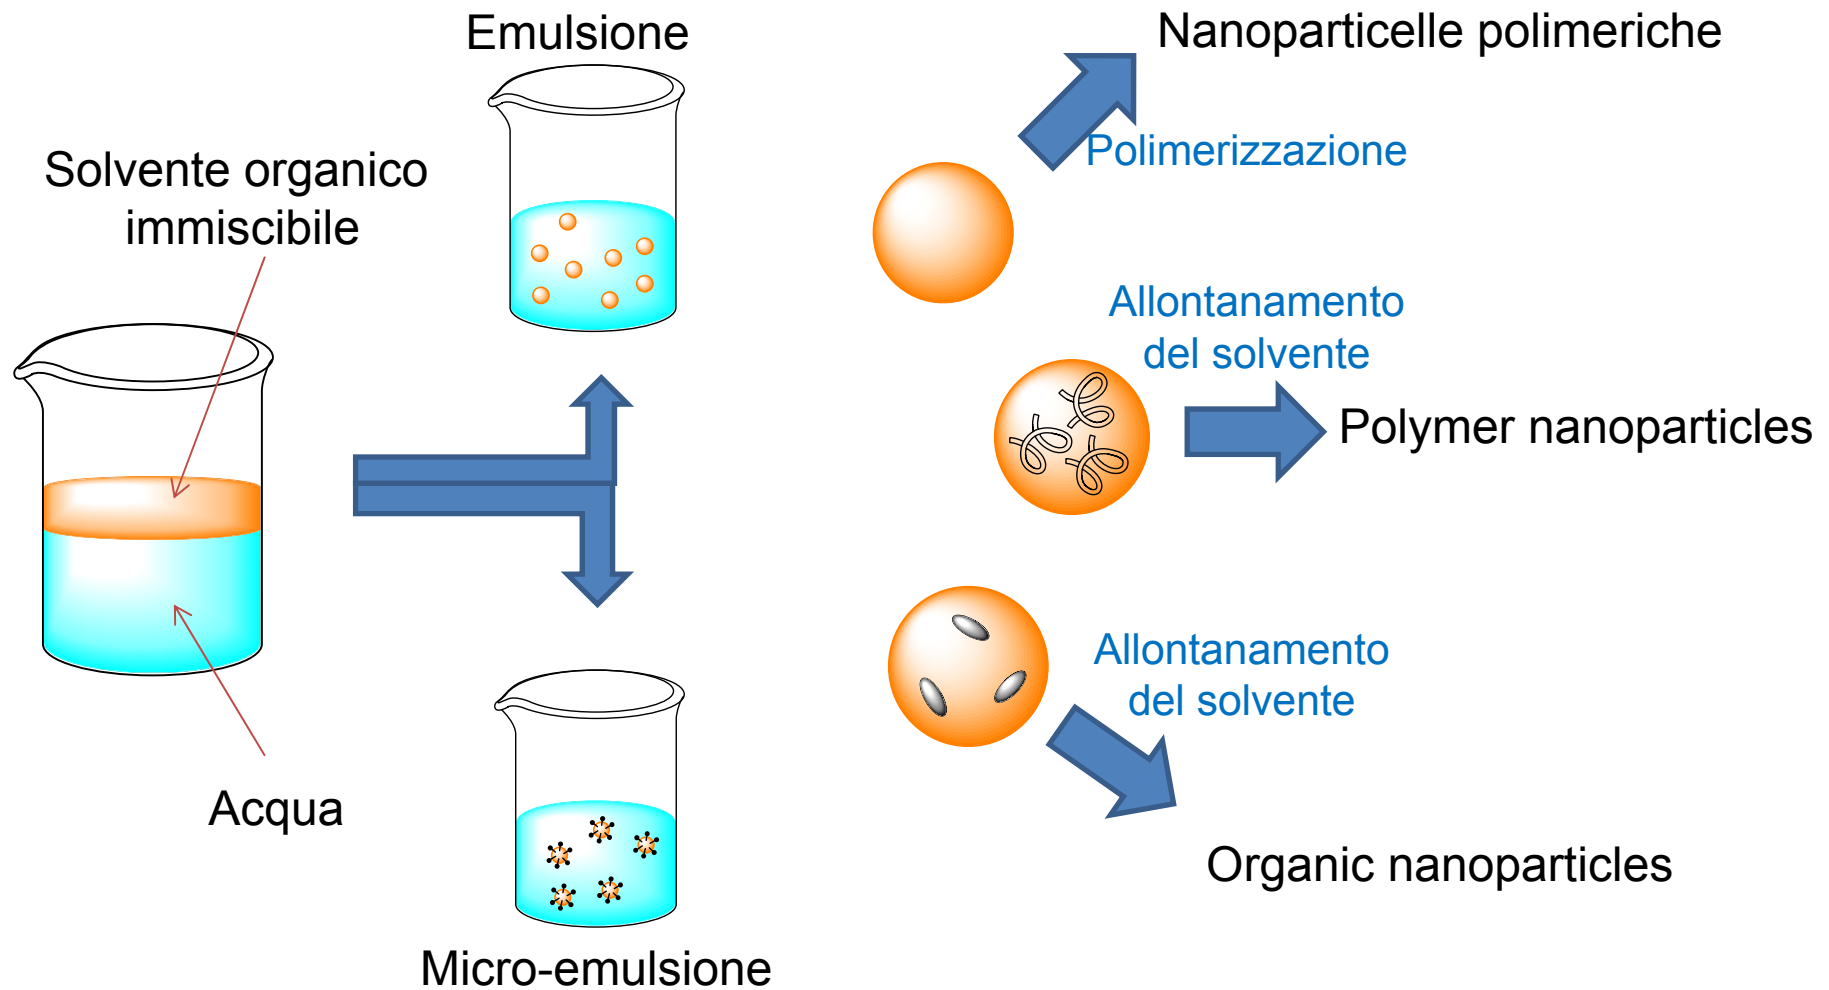 Emulsione
Nanoparticelle polimeriche
Solvente organico
immiscibile
Polimerizzazione
Allontanamento
del solvente
Polymer nanoparticles
Allontanamento
del solvente
Acqua
Organic nanoparticles
Micro-emulsione